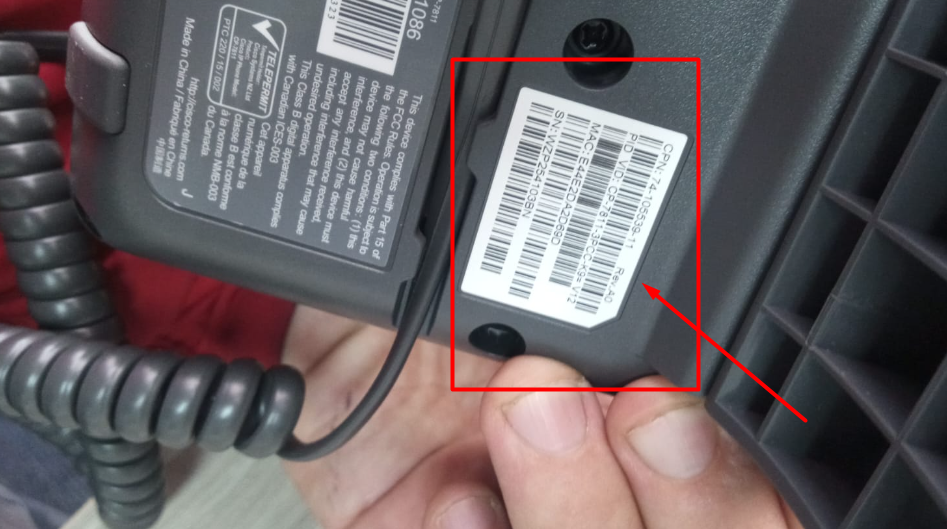 1086
This device complies with Part 15 of
the FCC Rules. Operation is subject to
the following two conditions: (1) this
device may not cause harmful
interference, and (2) this device must
accept any interference received,
including interference that may cause
undesired operation.
This Class B digital apparatus complies
with Canadian ICES-003
Cet appareil
numérique de la
classe B est conforme
à la norme NMB-003
du Canada.
TELEPERMIT
PTC 220 / 15 / 002
http://cisco-returns.com
Made in China / Fabriqué en Chine
中国制造
CPN: 74-105539-11 Rev:A0
PID VID: CP-7811-3PCC-K9= V12
MAC:
SN: